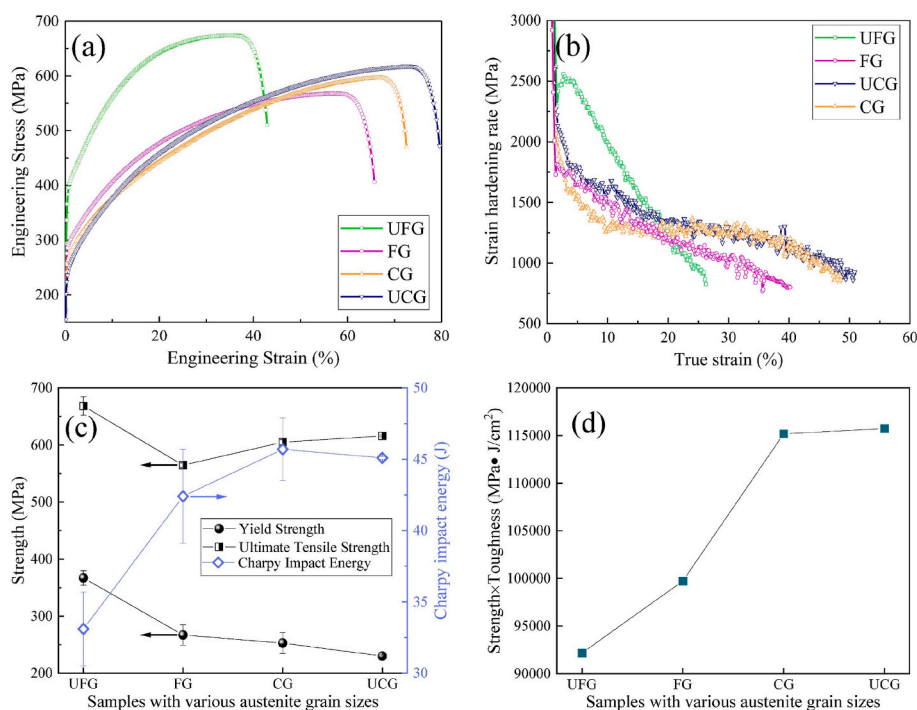 (a)
700
600
500
400
300
200
Engineering Stress (MPa)
0
20
40
60
80
Engineering Strain (%)
UFG
FG
CG
UCG
(b)
3000
2500
2000
1500
1000
500
Strain hardening rate (MPa)
0
10
20
30
40
50
60
True strain (%)
UFG
FG
UCG
CG
(c)
700
600
500
400
300
200
Strength (MPa)
50
45
40
35
30
Charpy impact energy (J)
Yield Strength
Ultimate Tensile Strength
Charpy Impact Energy
UFG
FG
CG
UCG
Samples with various austenite grain sizes
(d)
120000
115000
110000
105000
100000
95000
90000
Strength×Toughness (MPa● J/cm²)
UFG
FG
CG
UCG
Samples with various austenite grain sizes